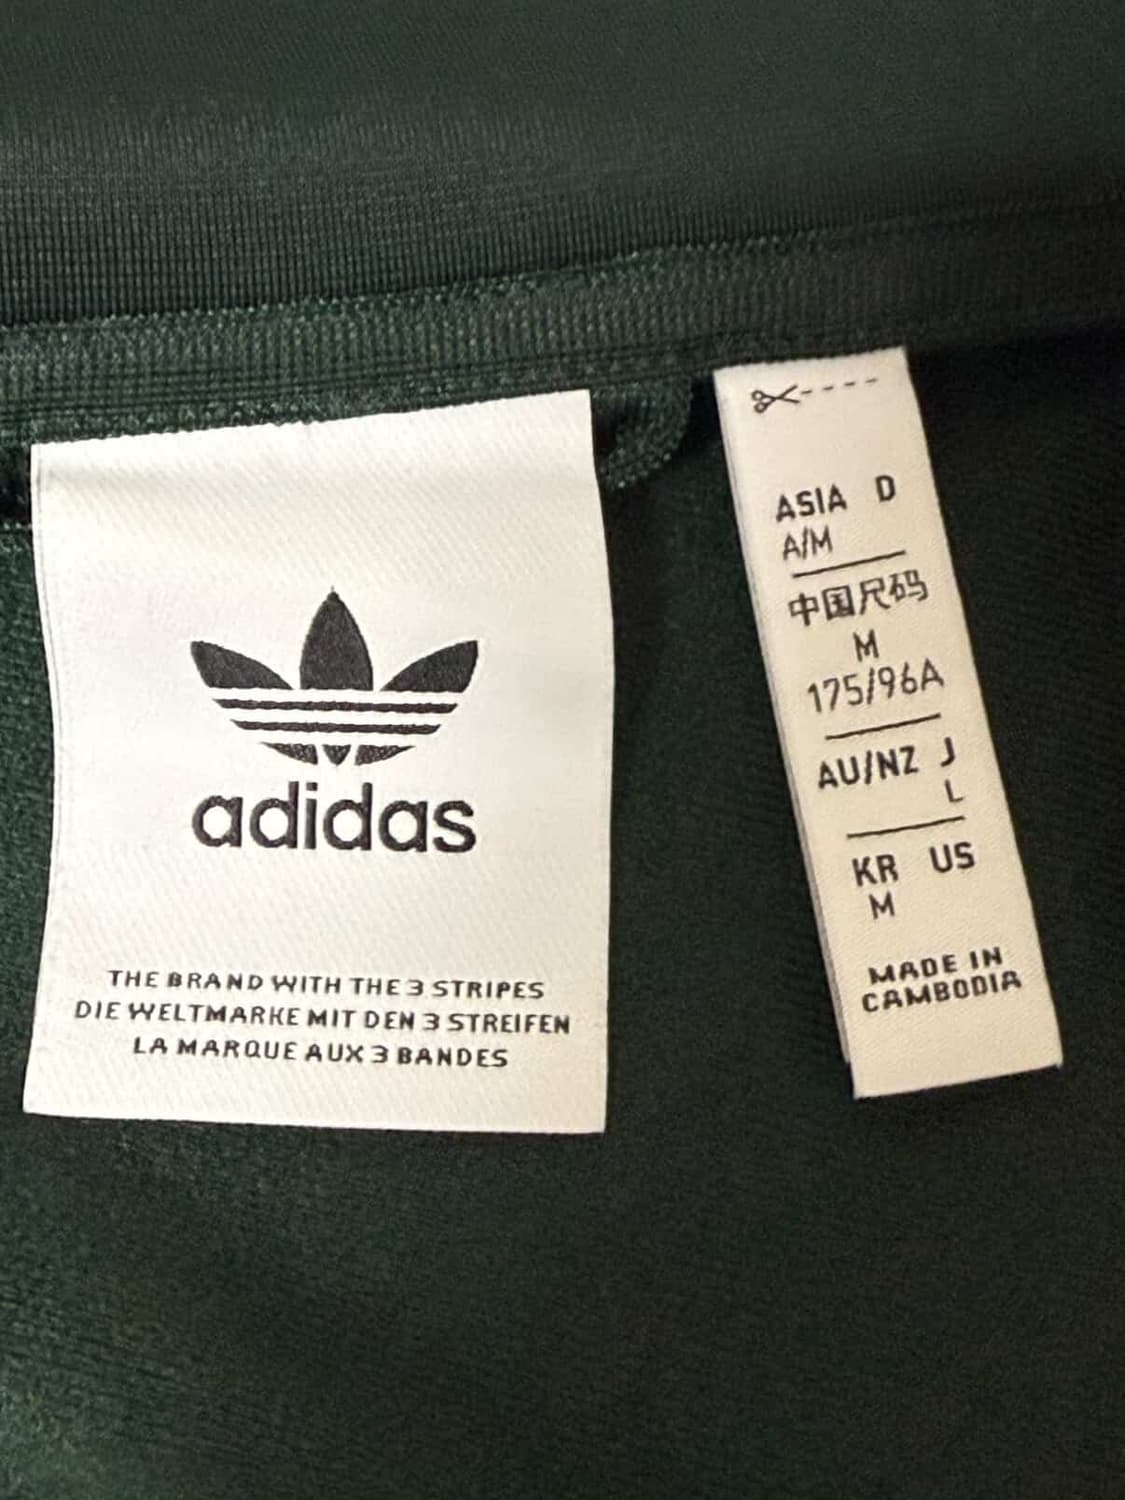 adidas
THE BRAND WITH THE 3 STRIPES
DIE WELTMARKE MIT DEN 3 STREIFEN
LA MARQUE AUX 3 BANDES
ASIA D
A/M
中国尺码
M
175/96A
AU/NZ J
L
KR US
M
MADE IN
CAMBODIA